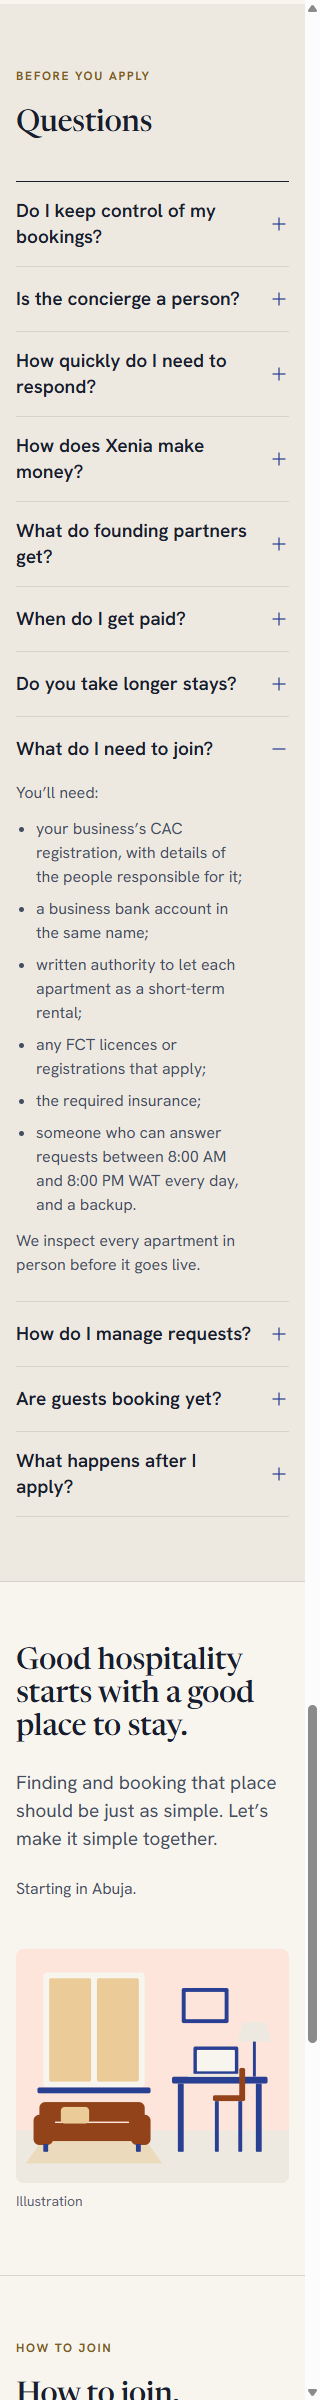 BEFORE YOU APPLY
Questions
Do I keep control of my
bookings?
Is the concierge a person?
How quickly do I need to
respond?
How does Xenia make
money?
What do founding partners
get?
When do I get paid?
Do you take longer stays?
What do I need to join?
You’ll need:
• your business’s CAC
registration, with details of
the people responsible for it;
• a business bank account in
the same name;
• written authority to let each
apartment as a short-term
rental;
• any FCT licences or
registrations that apply;
• the required insurance;
• someone who can answer
requests between 8:00 AM
and 8:00 PM WAT every day,
and a backup.
We inspect every apartment in
person before it goes live.
How do I manage requests?
Are guests booking yet?
What happens after I
apply?
Good hospitality
starts with a good
place to stay.
Finding and booking that place
should be just as simple. Let’s
make it simple together.
Starting in Abuja.
Illustration
HOW TO JOIN
How to join.